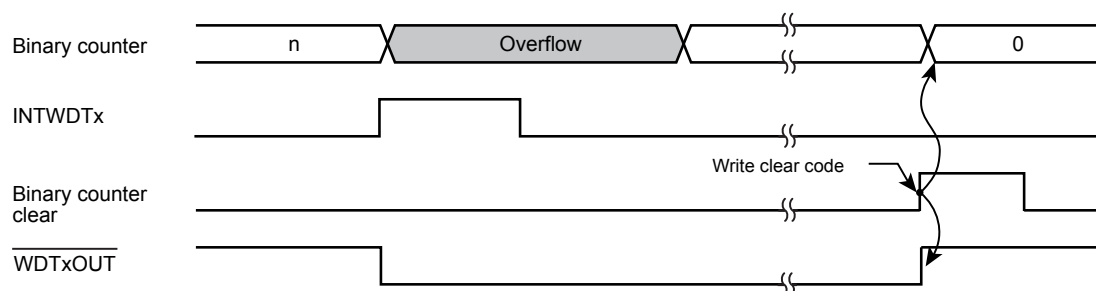 Binary counter
n
Overflow
0
INTWDTx
Write clear code
Binary counter
clear
WDTxOUT